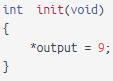 int  init(void)
{
    *output = 9;
}